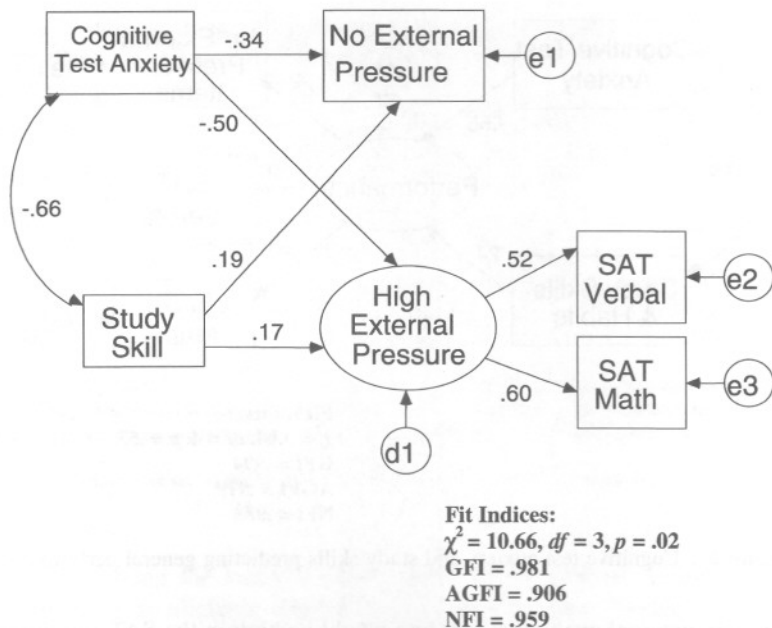 Cognitive
Test Anxiety
No External
Pressure
e1
-.34
-.50
-.66
.19
.17
Study
Skill
High
External
Pressure
.52
.60
SAT
Verbal
e2
SAT
Math
e3
d1
Fit Indices:
χ² = 10.66, df = 3, p = .02
GFI = .981
AGFI = .906
NFI = .959